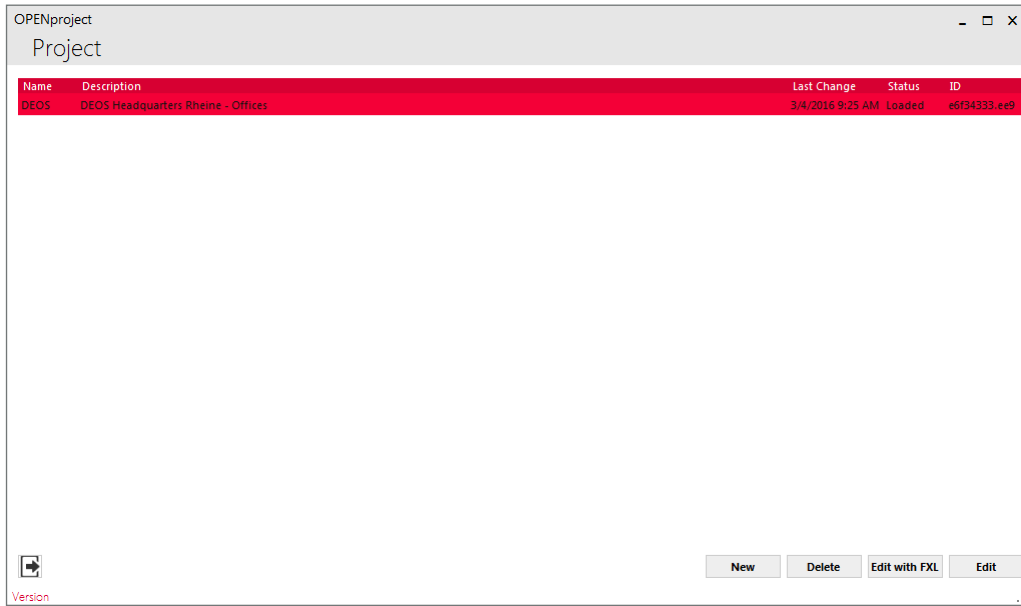 OPENproject
Project
Name Description Last Change Status ID
DEOS DEOS Headquarters Rheine - Offices 3/4/2016 9:25 AM Loaded e6f34333.ee9
New Delete Edit with FXL Edit
Version